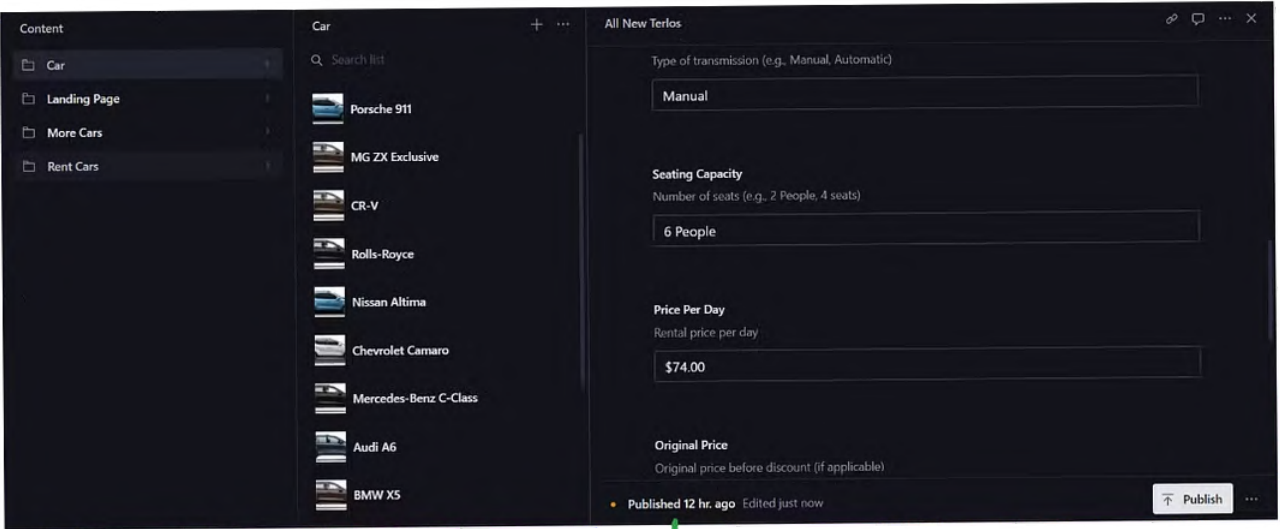 Content
Car
Landing Page
More Cars
Rent Cars
Car
Search list
Porsche 911
MG ZX Exclusive
CR-V
Rolls-Royce
Nissan Altima
Chevrolet Camaro
Mercedes-Benz C-Class
Audi A6
BMW X5
All New Terlos
Type of transmission (e.g., Manual, Automatic)
Manual
Seating Capacity
Number of seats (e.g., 2 People, 4 seats)
6 People
Price Per Day
Rental price per day
$74.00
Original Price
Original price before discount (if applicable)
Published 12 hr. ago Edited just now
Publish